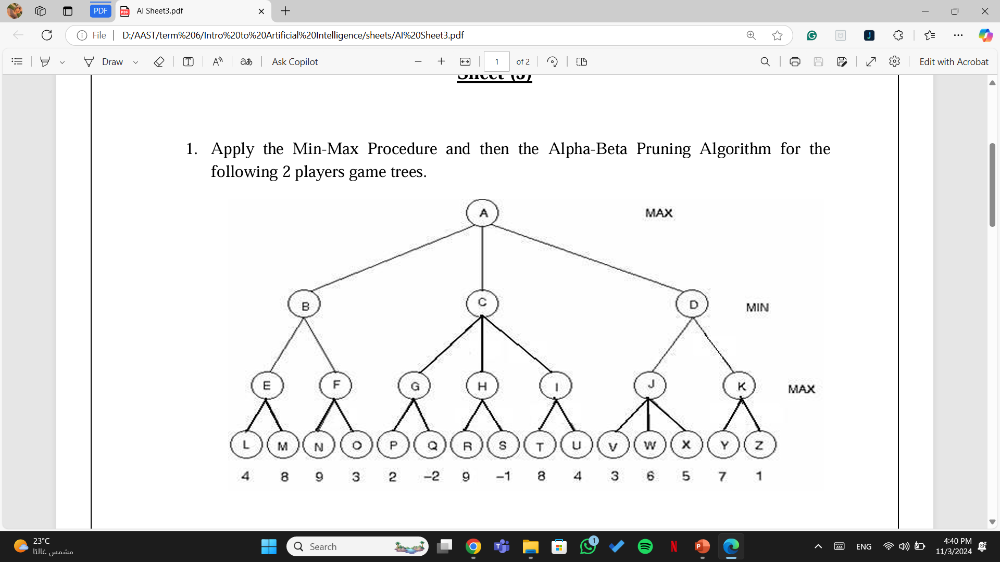 PDF
AI Sheet3.pdf
File
D:/AAST/term%206/Intro%20to%20Artificial%20Intelligence/sheets/AI%20Sheet3.pdf
Draw
Ask Copilot
1
of 2
Edit with Acrobat
Sheet (3)
1. Apply the Min-Max Procedure and then the Alpha-Beta Pruning Algorithm for the
following 2 players game trees.
A MAX
B C D MIN
E F G H I J K MAX
L M N O P Q R S T U V W X Y Z
4 8 9 3 2 -2 9 -1 8 4 3 6 5 7 1
23°C
مشمس غالبًا
Search
1
ENG
4:40 PM
11/3/2024